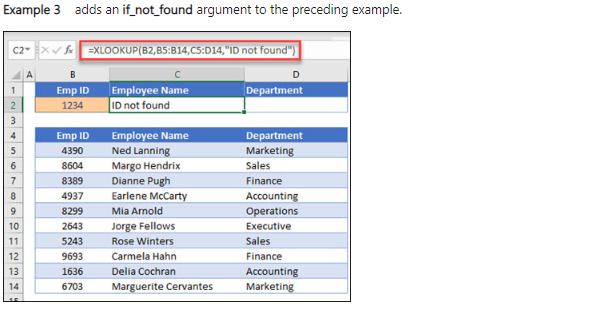 Example 3 adds an if_not_found argument to the preceding example.
C2 fx =XLOOKUP(B2,B5:B14,C5:D14,"ID not found")
A B C D
1 Emp ID Employee Name Department
2 1234 ID not found
3
4 Emp ID Employee Name Department
5 4390 Ned Lanning Marketing
6 8604 Margo Hendrix Sales
7 8389 Dianne Pugh Finance
8 4937 Earlene McCarty Accounting
9 8299 Mia Arnold Operations
10 2643 Jorge Fellows Executive
11 5243 Rose Winters Sales
12 9693 Carmela Hahn Finance
13 1636 Delia Cochran Accounting
14 6703 Marguerite Cervantes Marketing